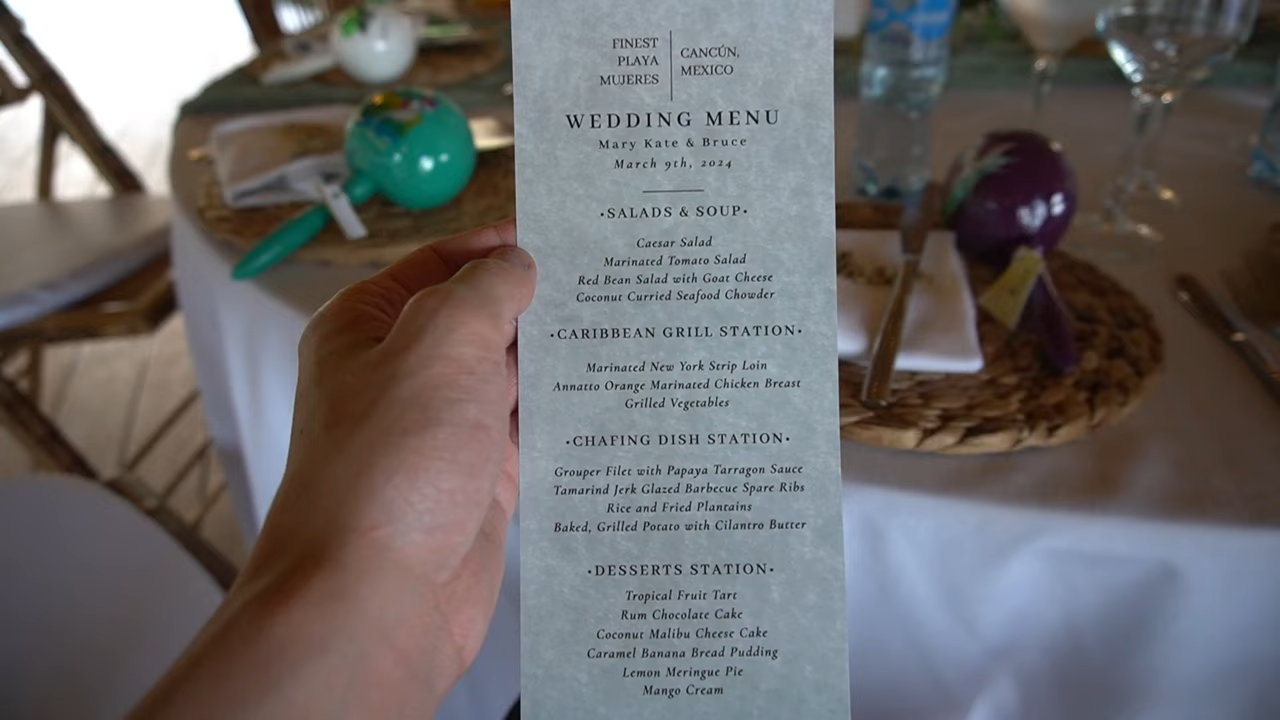 FINEST
PLAYA
MUJERES
CANCÚN,
MEXICO
WEDDING MENU
Mary Kate & Bruce
March 9th, 2024
•SALADS & SOUP•
Caesar Salad
Marinated Tomato Salad
Red Bean Salad with Goat Cheese
Coconut Curried Seafood Chowder
•CARIBBEAN GRILL STATION•
Marinated New York Strip Loin
Annatto Orange Marinated Chicken Breast
Grilled Vegetables
•CHAFING DISH STATION•
Grouper Filet with Papaya Tarragon Sauce
Tamarind Jerk Glazed Barbecue Spare Ribs
Rice and Fried Plantains
Baked, Grilled Potato with Cilantro Butter
•DESSERTS STATION•
Tropical Fruit Tart
Rum Chocolate Cake
Coconut Malibu Cheese Cake
Caramel Banana Bread Pudding
Lemon Meringue Pie
Mango Cream